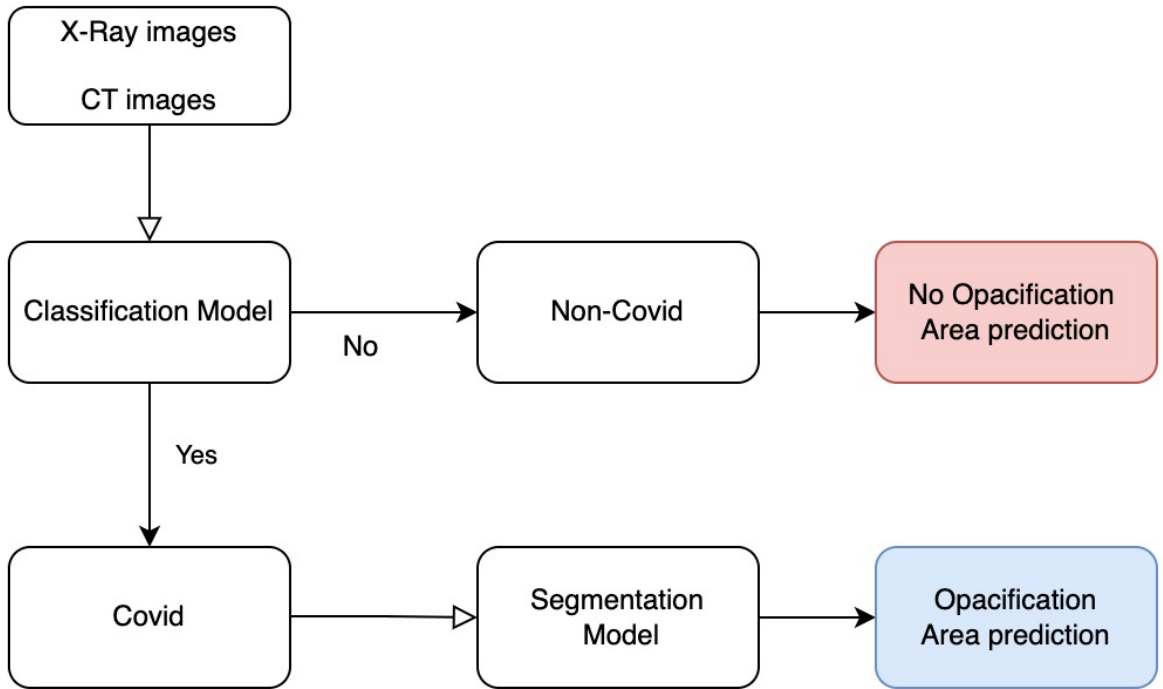 X-Ray images
CT images
Classification Model
No
Non-Covid
No Opacification
Area prediction
Yes
Covid
Segmentation
Model
Opacification
Area prediction